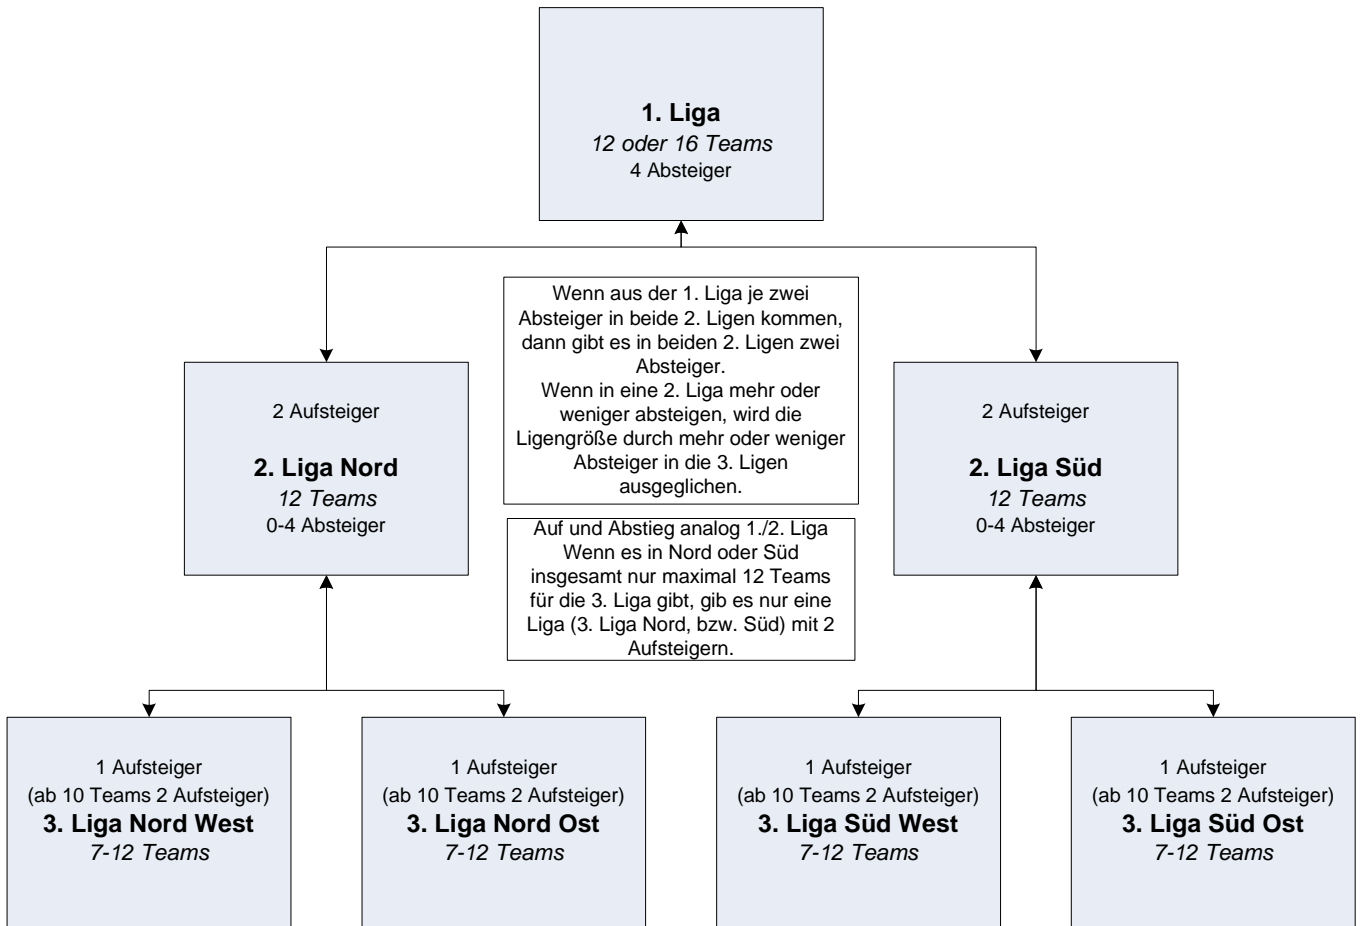 1. Liga
12 oder 16 Teams
4 Absteiger
Wenn aus der 1. Liga je zwei
Absteiger in beide 2. Ligen kommen,
dann gibt es in beiden 2. Ligen zwei
Absteiger.
Wenn in eine 2. Liga mehr oder
weniger absteigen, wird die
Ligengröße durch mehr oder weniger
Absteiger in die 3. Ligen
ausgeglichen.
2 Aufsteiger
2. Liga Nord
12 Teams
0-4 Absteiger
2 Aufsteiger
2. Liga Süd
12 Teams
0-4 Absteiger
Auf und Abstieg analog 1./2. Liga
Wenn es in Nord oder Süd
insgesamt nur maximal 12 Teams
für die 3. Liga gibt, gib es nur eine
Liga (3. Liga Nord, bzw. Süd) mit 2
Aufsteigern.
1 Aufsteiger
(ab 10 Teams 2 Aufsteiger)
3. Liga Nord West
7-12 Teams
1 Aufsteiger
(ab 10 Teams 2 Aufsteiger)
3. Liga Nord Ost
7-12 Teams
1 Aufsteiger
(ab 10 Teams 2 Aufsteiger)
3. Liga Süd West
7-12 Teams
1 Aufsteiger
(ab 10 Teams 2 Aufsteiger)
3. Liga Süd Ost
7-12 Teams